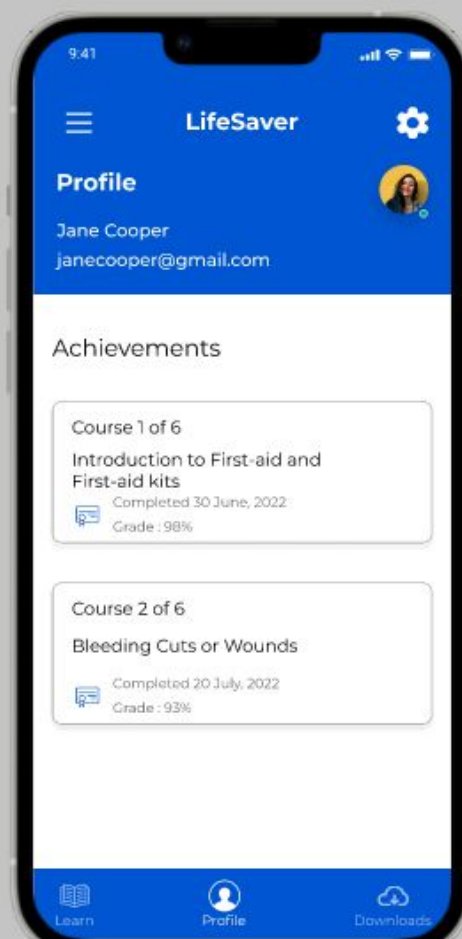 9:41
LifeSaver
Profile
Jane Cooper
janecooper@gmail.com
Achievements
Course 1 of 6
Introduction to First-aid and
First-aid kits
Completed 30 June, 2022
Grade : 98%
Course 2 of 6
Bleeding Cuts or Wounds
Completed 20 July, 2022
Grade : 93%
Learn
Profile
Downloads